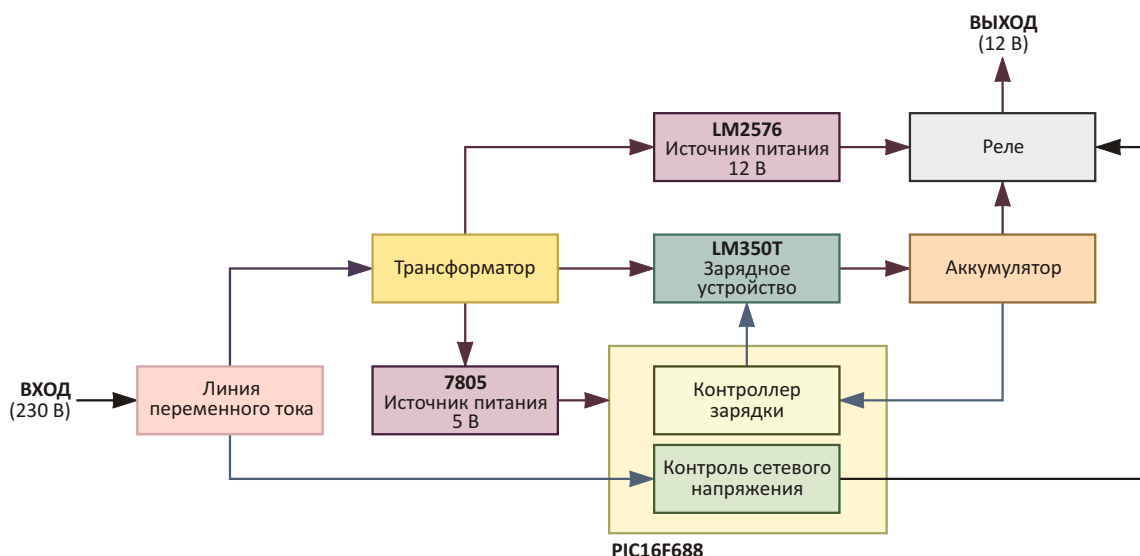 ВЫХОД
(12 В)
LM2576
Источник питания
12 В
Реле
Трансформатор
LM350T
Зарядное
устройство
Аккумулятор
ВХОД
(230 В)
Линия
переменного тока
7805
Источник питания
5 В
Контроллер
зарядки
Контроль сетевого
напряжения
PIC16F688